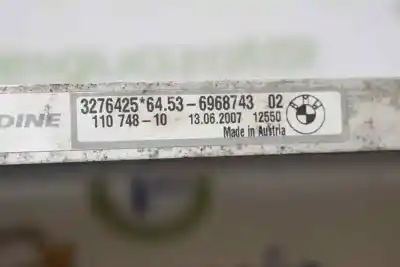 3276425*64.53-6968743 02
DINE 110 748-10 13.06.2007 12550 BMW
Made in Austria